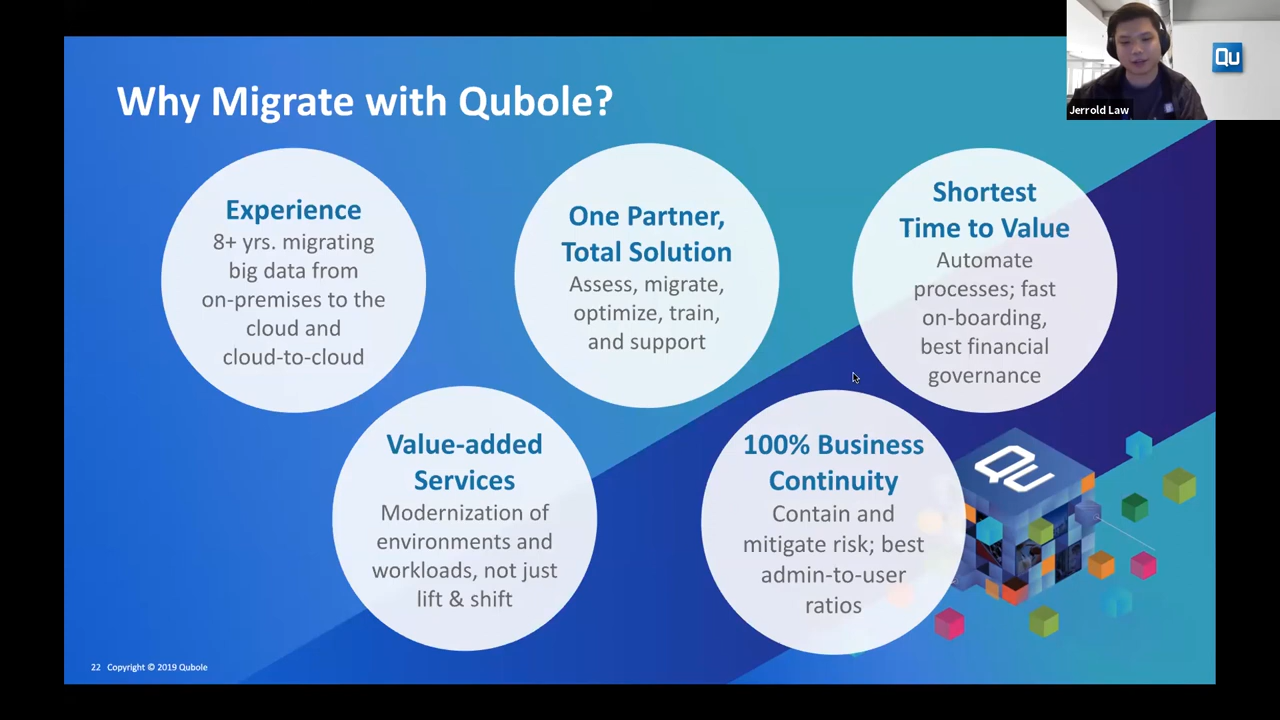 Why Migrate with Qubole?
Qu
Jerrold Law
Experience
8+ yrs. migrating
big data from
on-premises to the
cloud and
cloud-to-cloud
One Partner,
Total Solution
Assess, migrate,
optimize, train,
and support
Shortest
Time to Value
Automate
processes; fast
on-boarding,
best financial
governance
Value-added
Services
Modernization of
environments and
workloads, not just
lift & shift
100% Business
Continuity
Contain and
mitigate risk; best
admin-to-user
ratios
QU
22 Copyright © 2019 Qubole